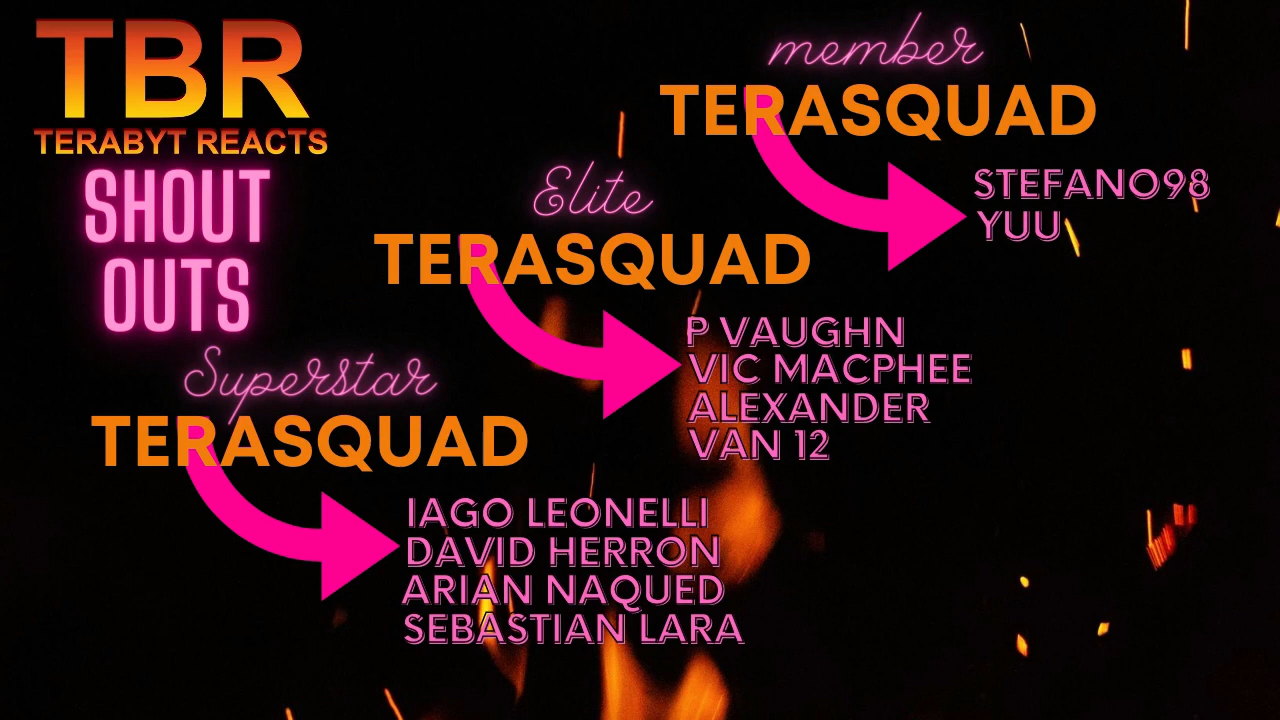 TBR
TERABYT REACTS
SHOUT
OUTS
member
TERASQUAD
STEFANO98
YUU
Elite
TERASQUAD
P VAUGHN
VIC MACPHEE
ALEXANDER
VAN 12
Superstar
TERASQUAD
IAGO LEONELLI
DAVID HERRON
ARIAN NAQUED
SEBASTIAN LARA